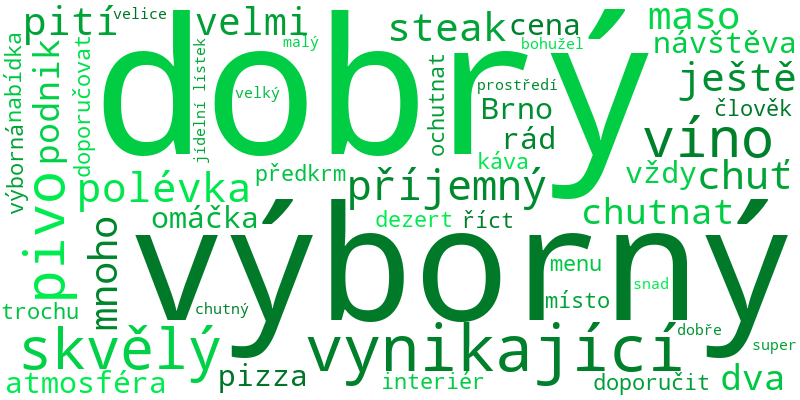 pití
velice
velmi
malý
steak
cena
bohužel
maso
návštěva
dobrý
jídelní lístek
velký
prostředí
ještě
výborná
nabídka
podnik
doporučovat
ochutnat
Brno
rád
člověk
víno
káva
vždy
chuť
pivo
polévka
předkrm
příjemný
omáčka
dezert
říct
chutnat
mnoho
výborný
menu
místo
snad
trochu
chutný
skvělý
vynikající
dobře
super
atmosféra
pizza
interiér
doporučit
dva